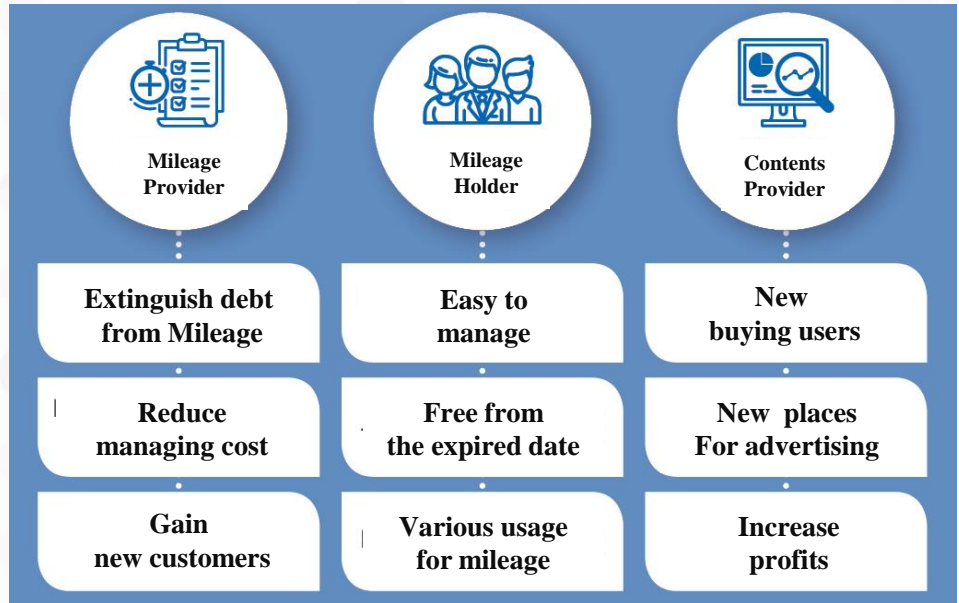 Mileage
Provider
Mileage
Holder
Contents
Provider
Extinguish debt
from Mileage
Easy to
manage
New
buying users
Reduce
managing cost
Free from
the expired date
New places
For advertising
Gain
new customers
Various usage
for mileage
Increase
profits